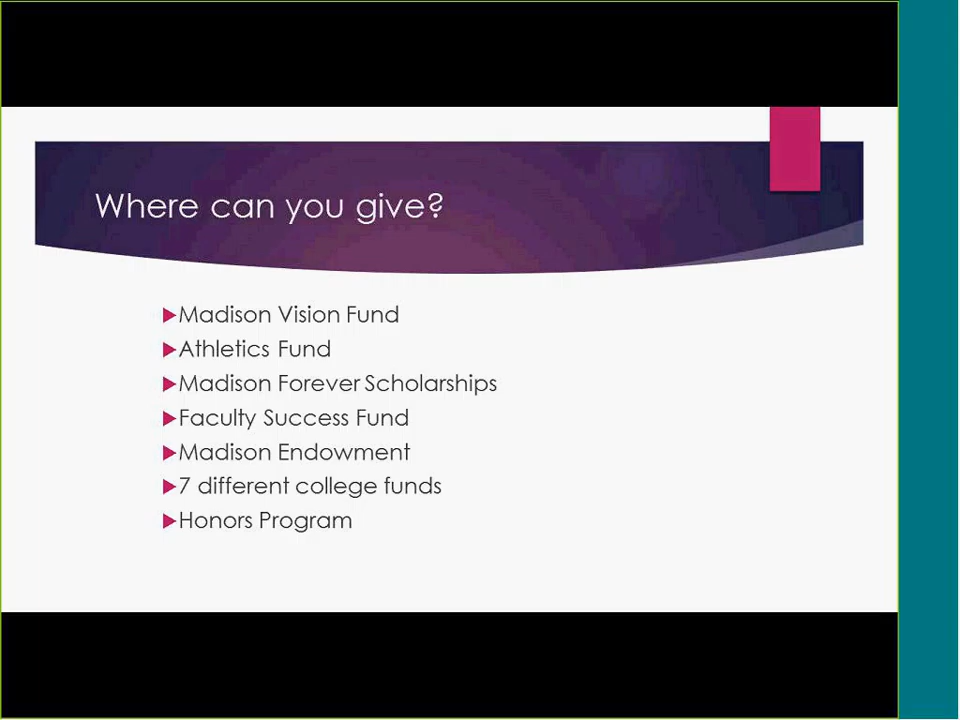 Where can you give?
Madison Vision Fund
Athletics Fund
Madison Forever Scholarships
Faculty Success Fund
Madison Endowment
7 different college funds
Honors Program